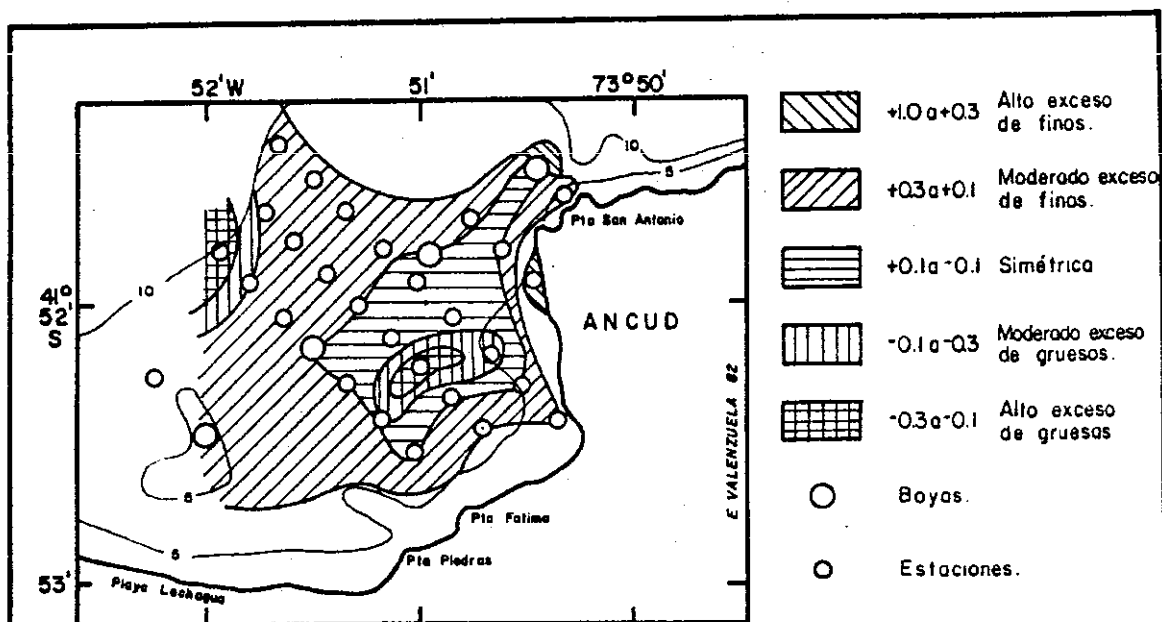 52'W 51' 73°50'
10
5
Pta San Antonio
10
41°
52'
S
ANCUD
5
5
Pta Fatima
Pta Piedras
Playa Lechagua
53'
E VALENZUELA 82
+1.0 a +0.3 Alto exceso
de finos.
+0.3 a +0.1 Moderado exceso
de finos.
+0.1 a -0.1 Simétrica
-0.1 a -0.3 Moderado exceso
de gruesos.
-0.3 a -0.1 Alto exceso
de gruesas
Boyas.
Estaciones.